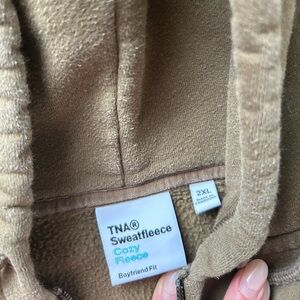 TNA®
Sweatfleece
Cozy
Fleece
Boyfriend Fit
2XL